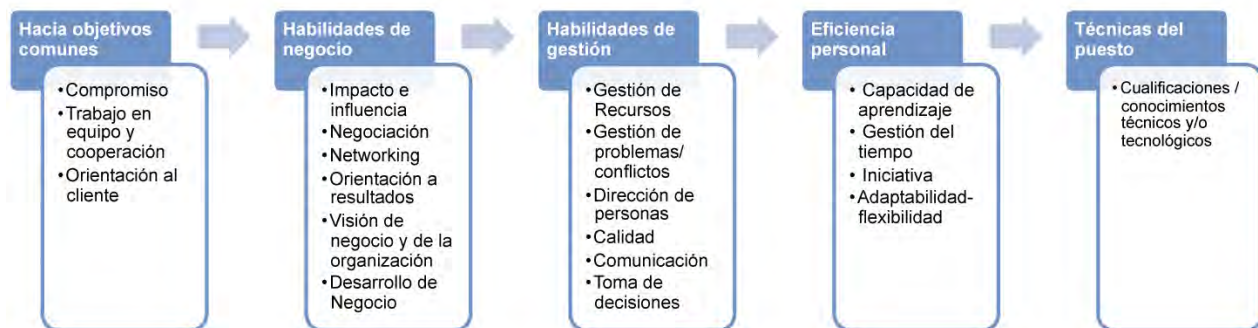 Hacia objetivos
comunes
•Compromiso
•Trabajo en
equipo y
cooperación
•Orientación al
cliente
Habilidades de
negocio
•Impacto e
influencia
•Negociación
•Networking
•Orientación a
resultados
•Visión de
negocio y de la
organización
•Desarrollo de
Negocio
Habilidades de
gestión
•Gestión de
Recursos
•Gestión de
problemas/
conflictos
•Dirección de
personas
•Calidad
•Comunicación
•Toma de
decisiones
Eficiencia
personal
• Capacidad de
aprendizaje
• Gestión del
tiempo
• Iniciativa
•Adaptabilidad-
flexibilidad
Técnicas del
puesto
•Cualificaciones /
conocimientos
técnicos y/o
tecnológicos